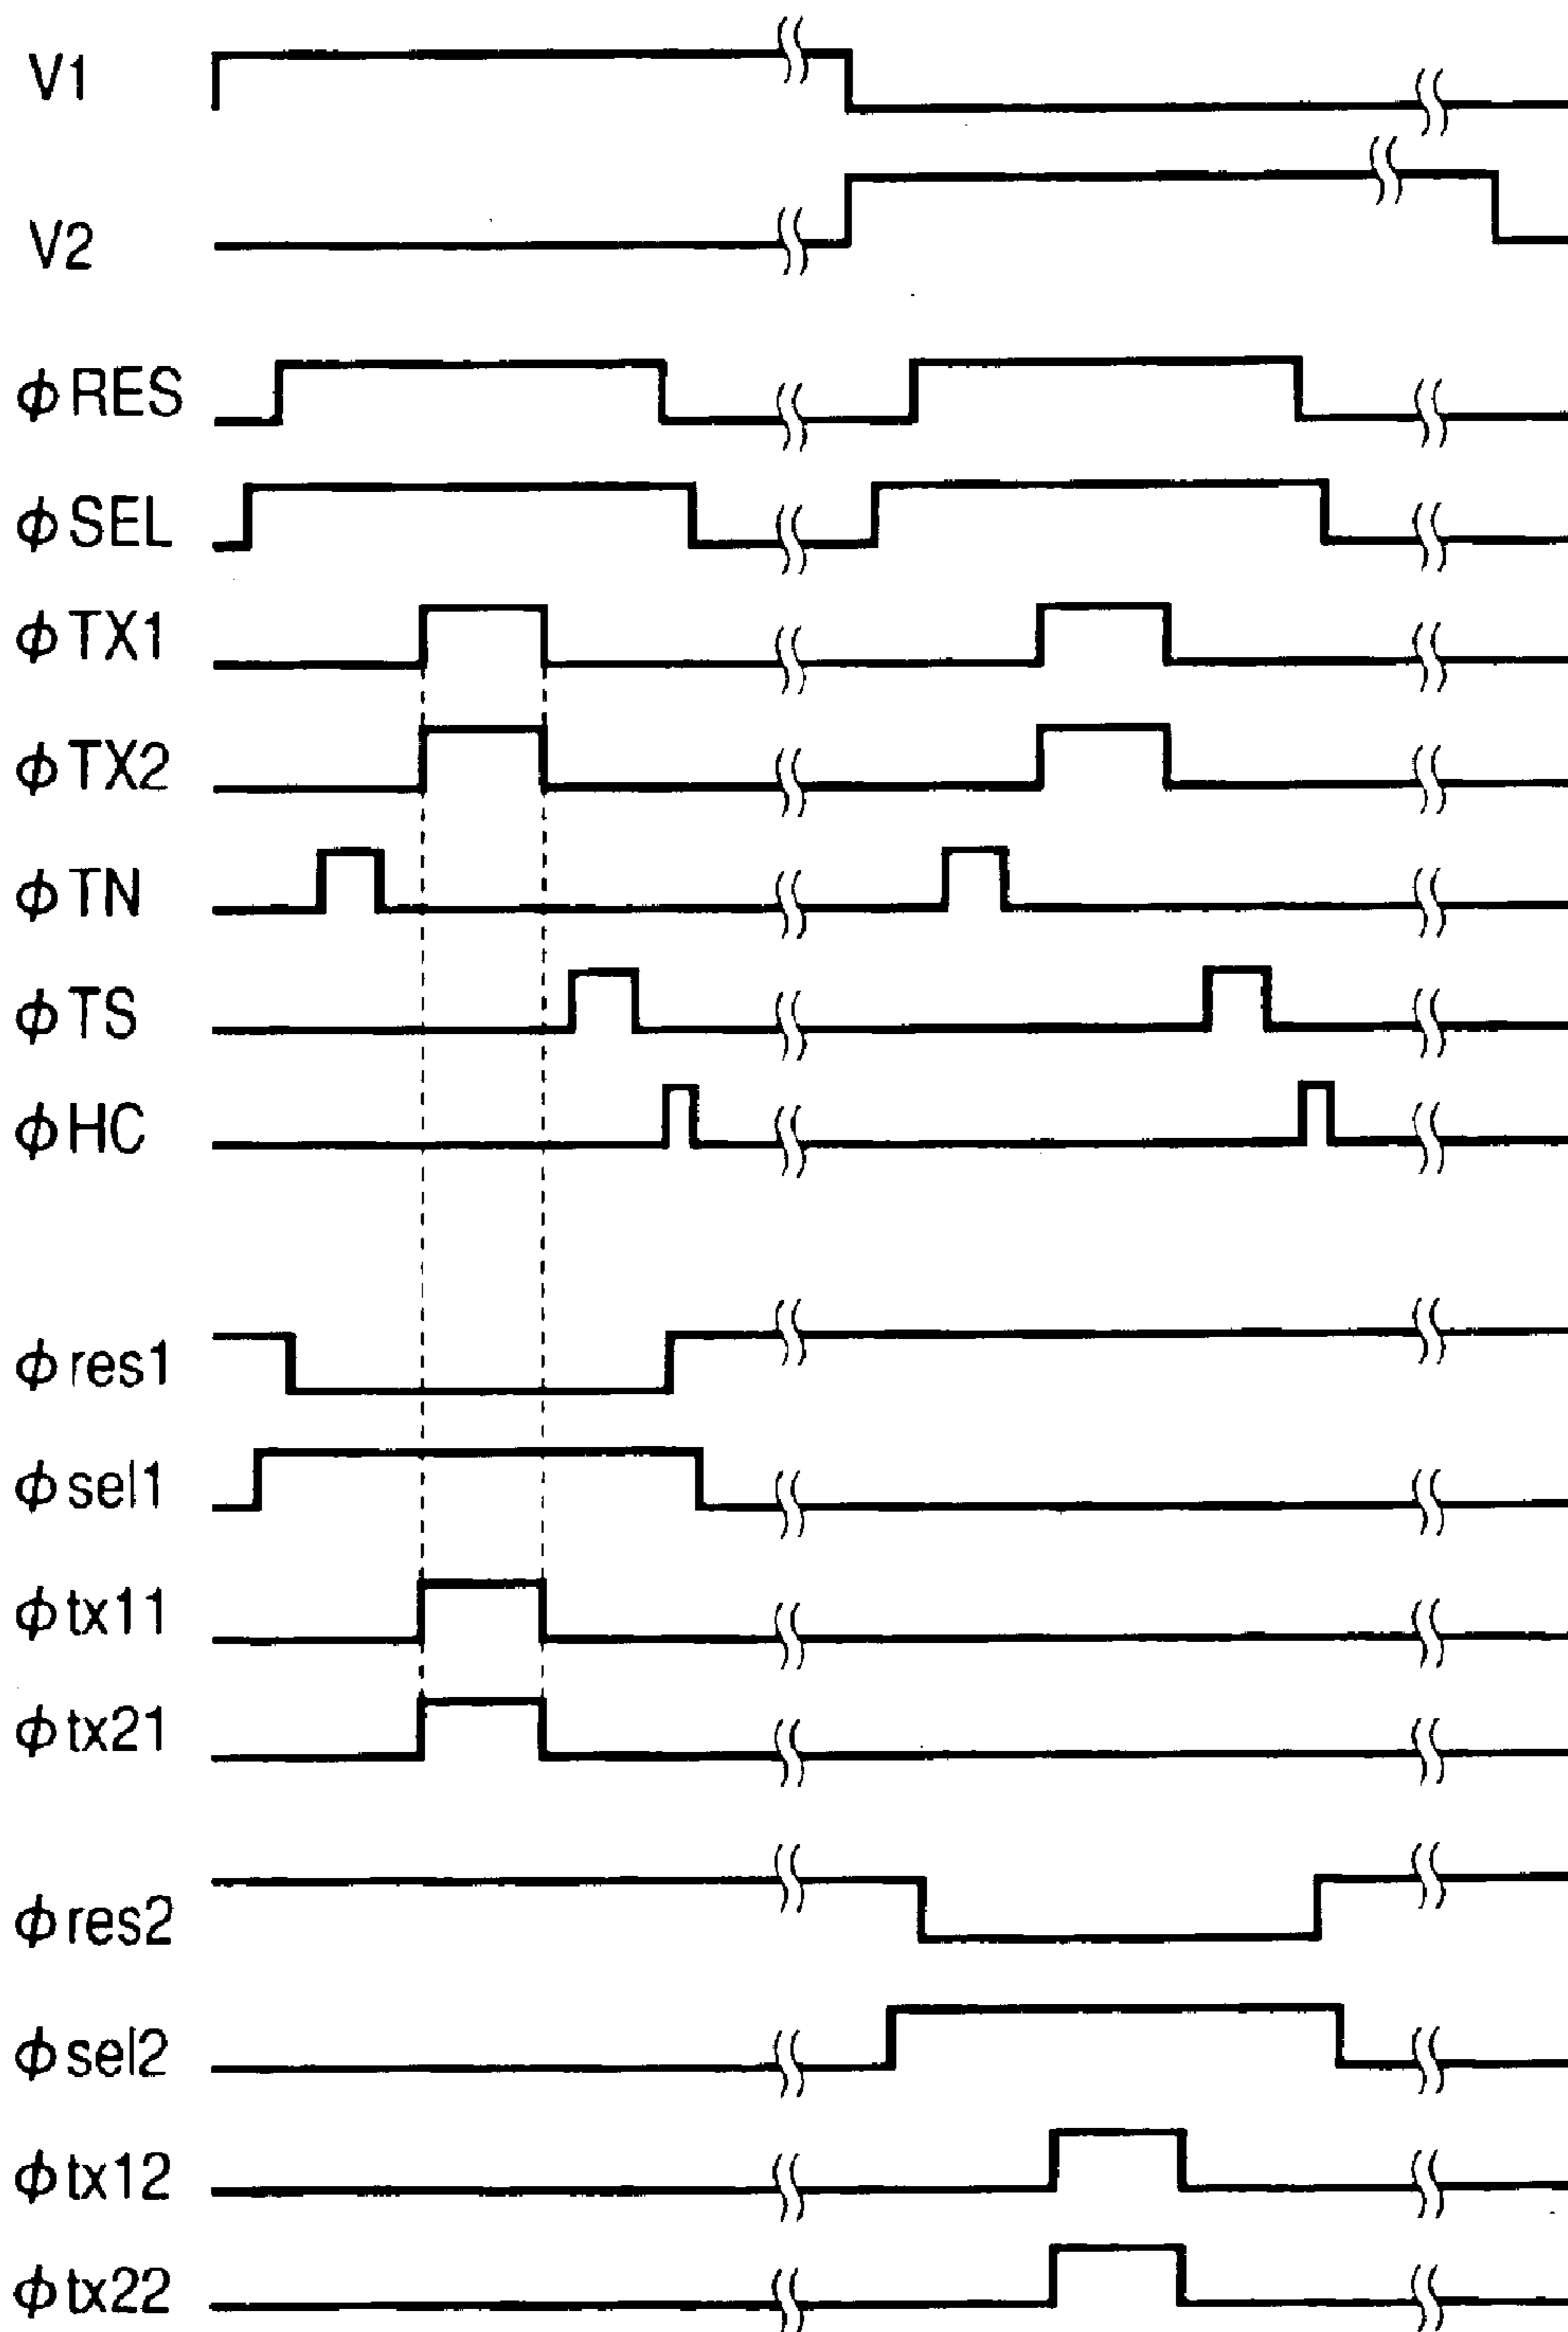 V1
V2
ϕRES
ϕSEL
ϕTX1
ϕTX2
ϕTN
ϕTS
ϕHC
ϕres1
ϕsel1
ϕtx11
ϕtx21
ϕres2
ϕsel2
ϕtx12
ϕtx22